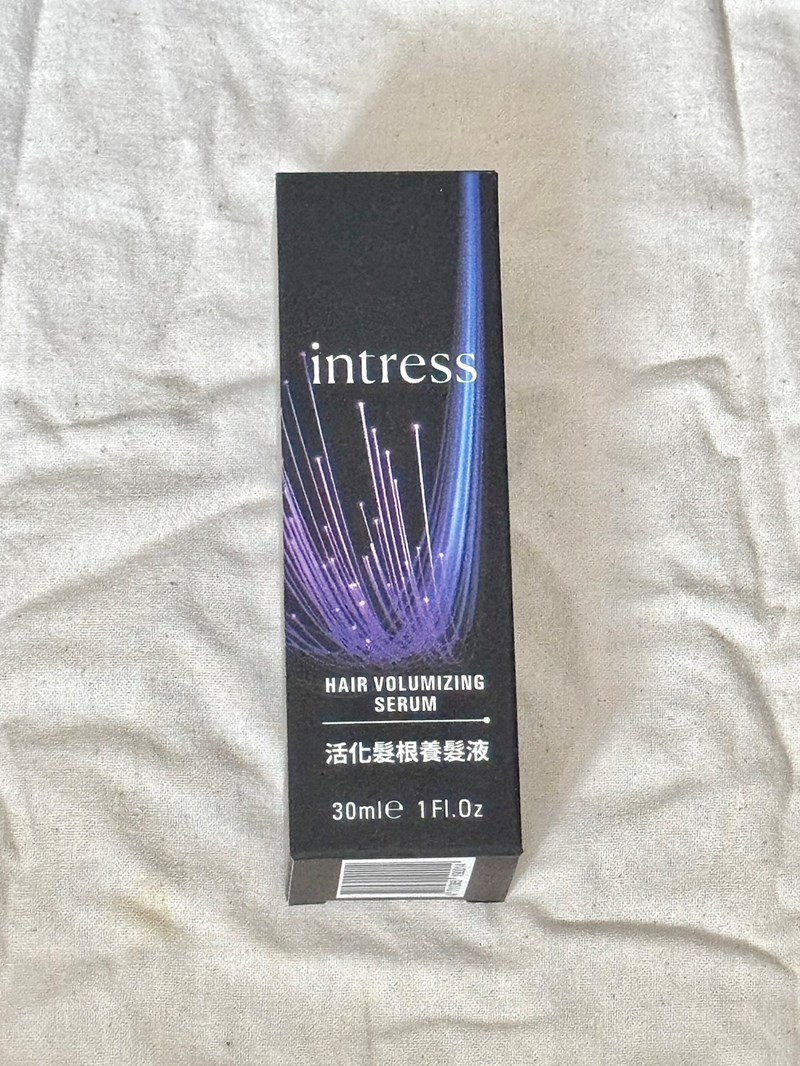 intress
HAIR VOLUMIZING
SERUM
活化髮根養髮液
30ml℮ 1Fl.Oz